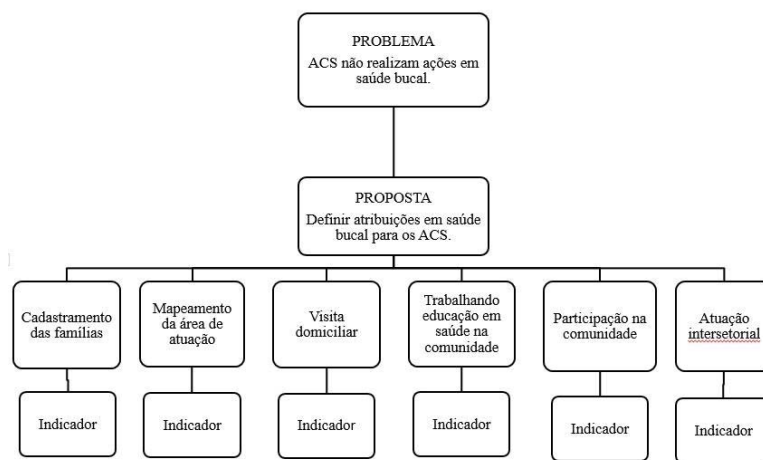 PROBLEMA
ACS não realizam ações em
saúde bucal.
PROPOSTA
Definir atribuições em saúde
bucal para os ACS.
Cadastramento
das famílias
Mapeamento
da área de
atuação
Visita
domiciliar
Trabalhando
educação em
saúde na
comunidade
Participação na
comunidade
Atuação
intersetorial
Indicador
Indicador
Indicador
Indicador
Indicador
Indicador